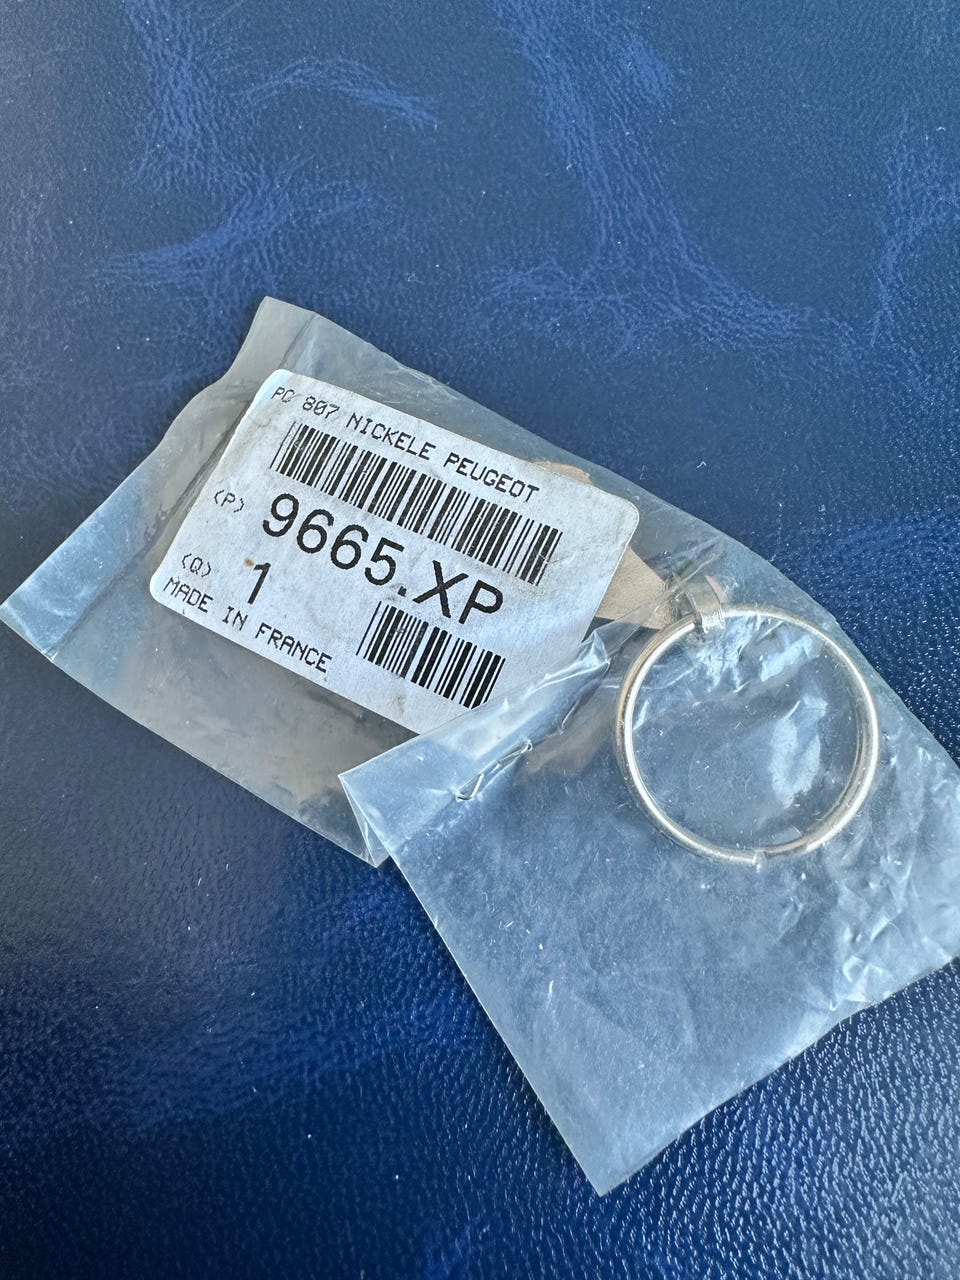 PC 807 NICKELE PEUGEOT
(P) 9665.XP
(Q) 1
MADE IN FRANCE